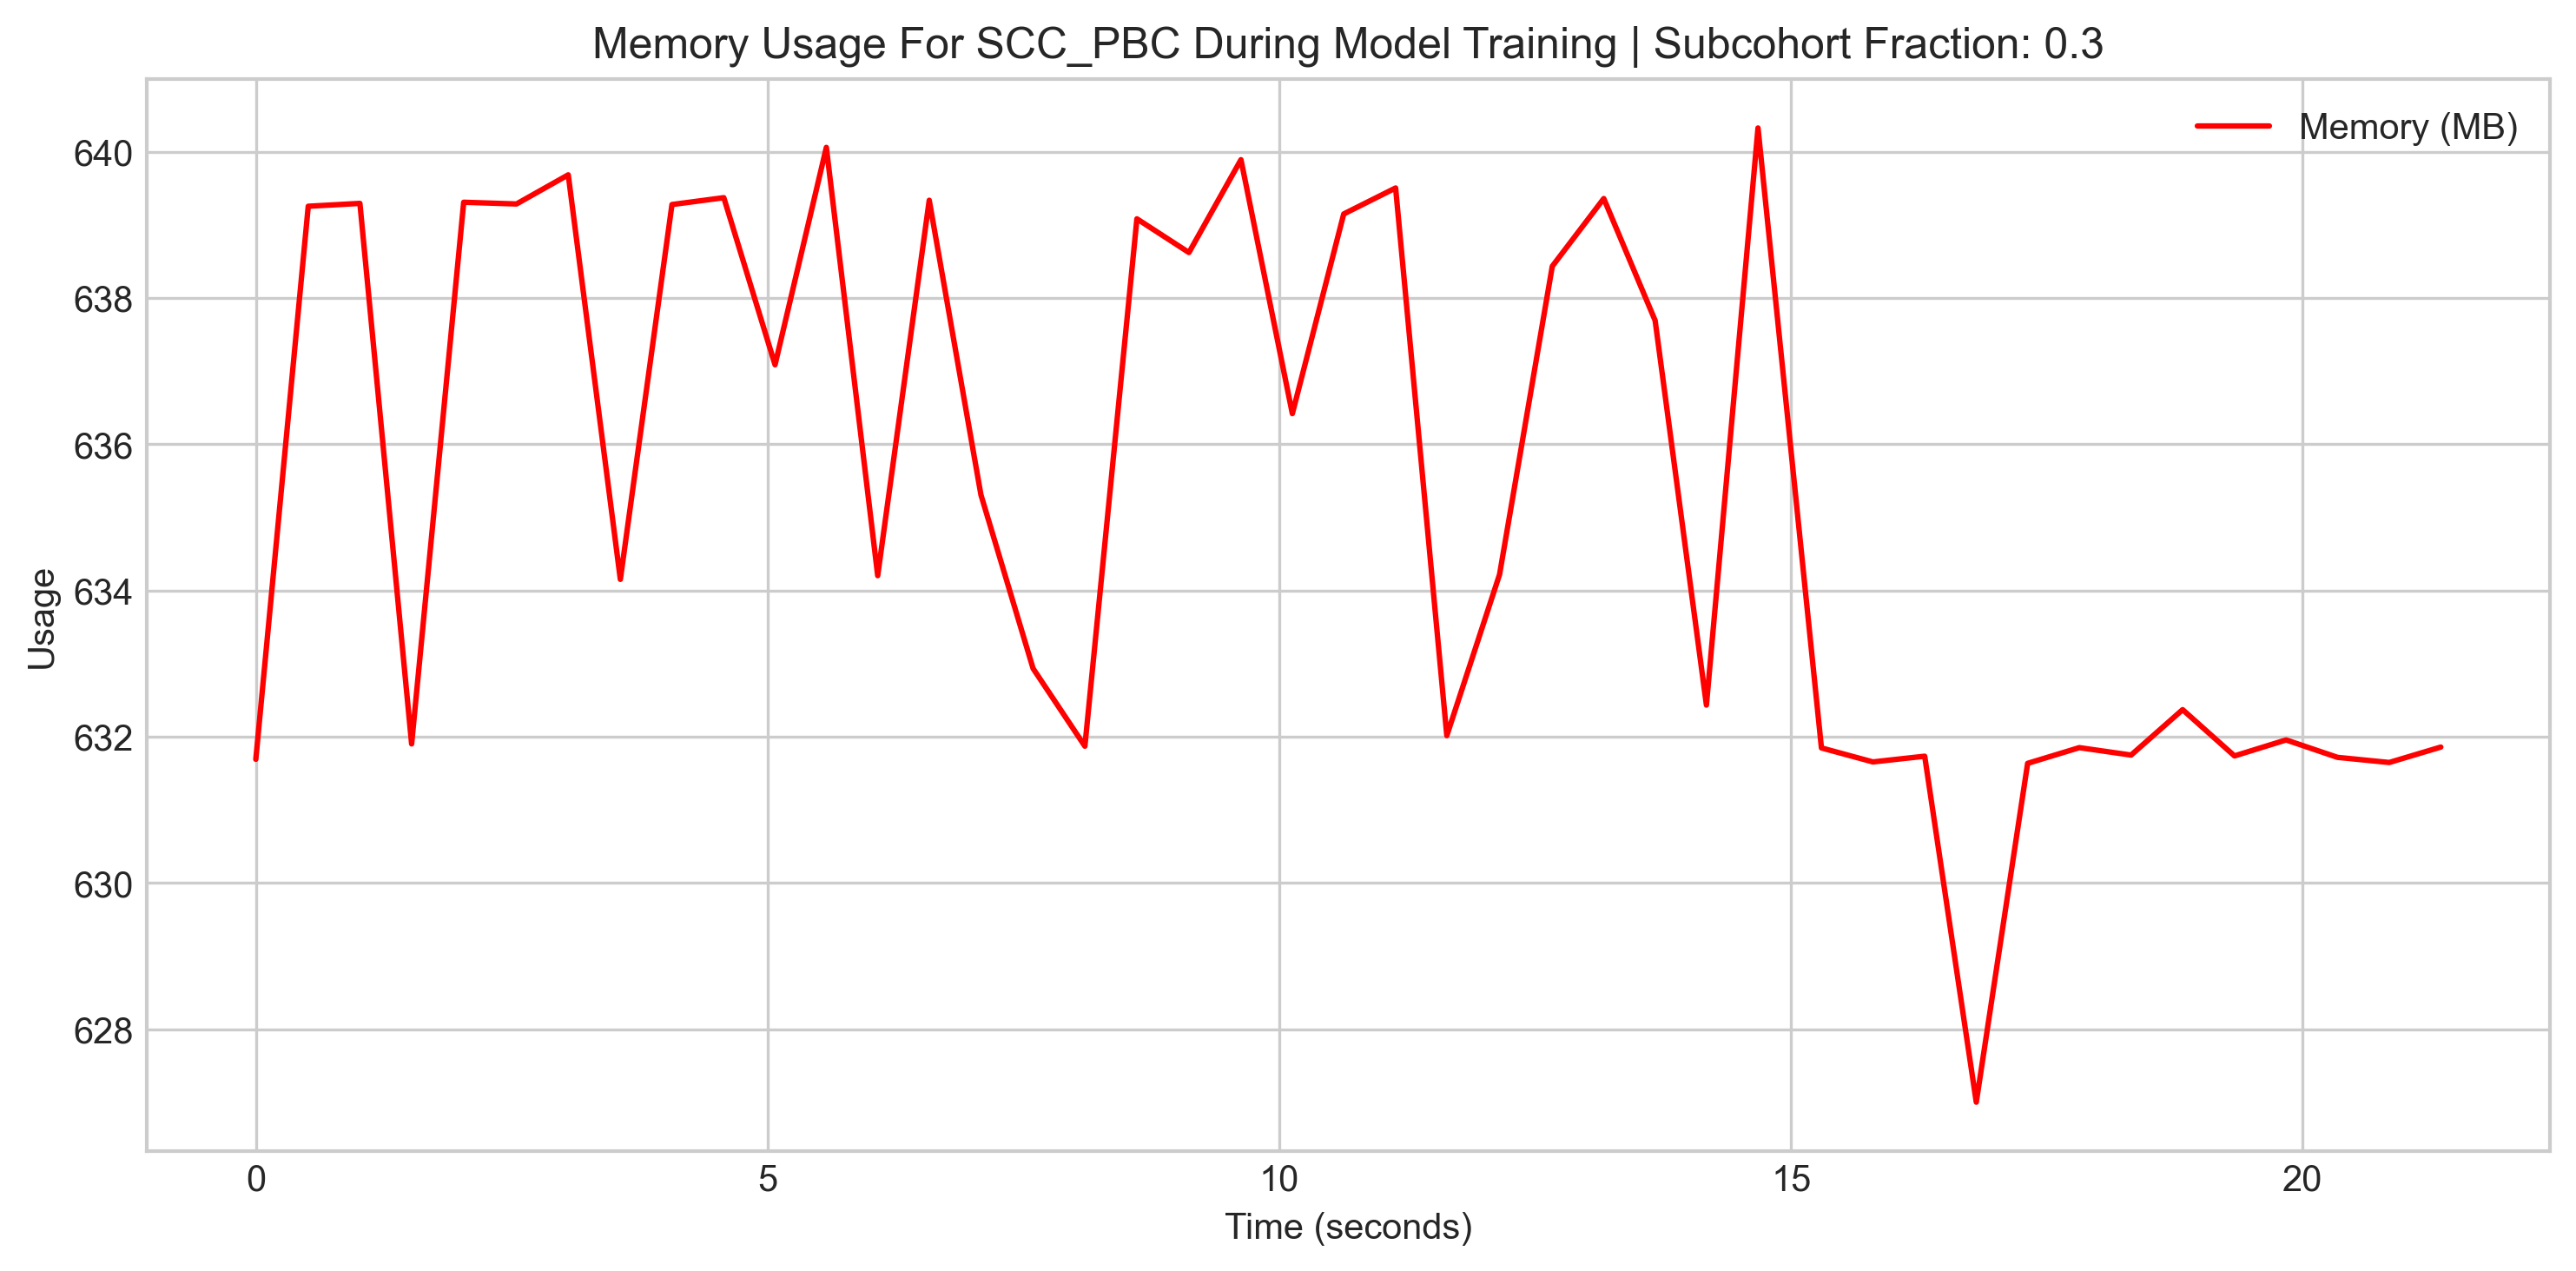 Memory Usage For SCC_PBC During Model Training | Subcohort Fraction: 0.3
Memory (MB)
640
638
636
634
632
630
628
Usage
0 5 10 15 20
Time (seconds)